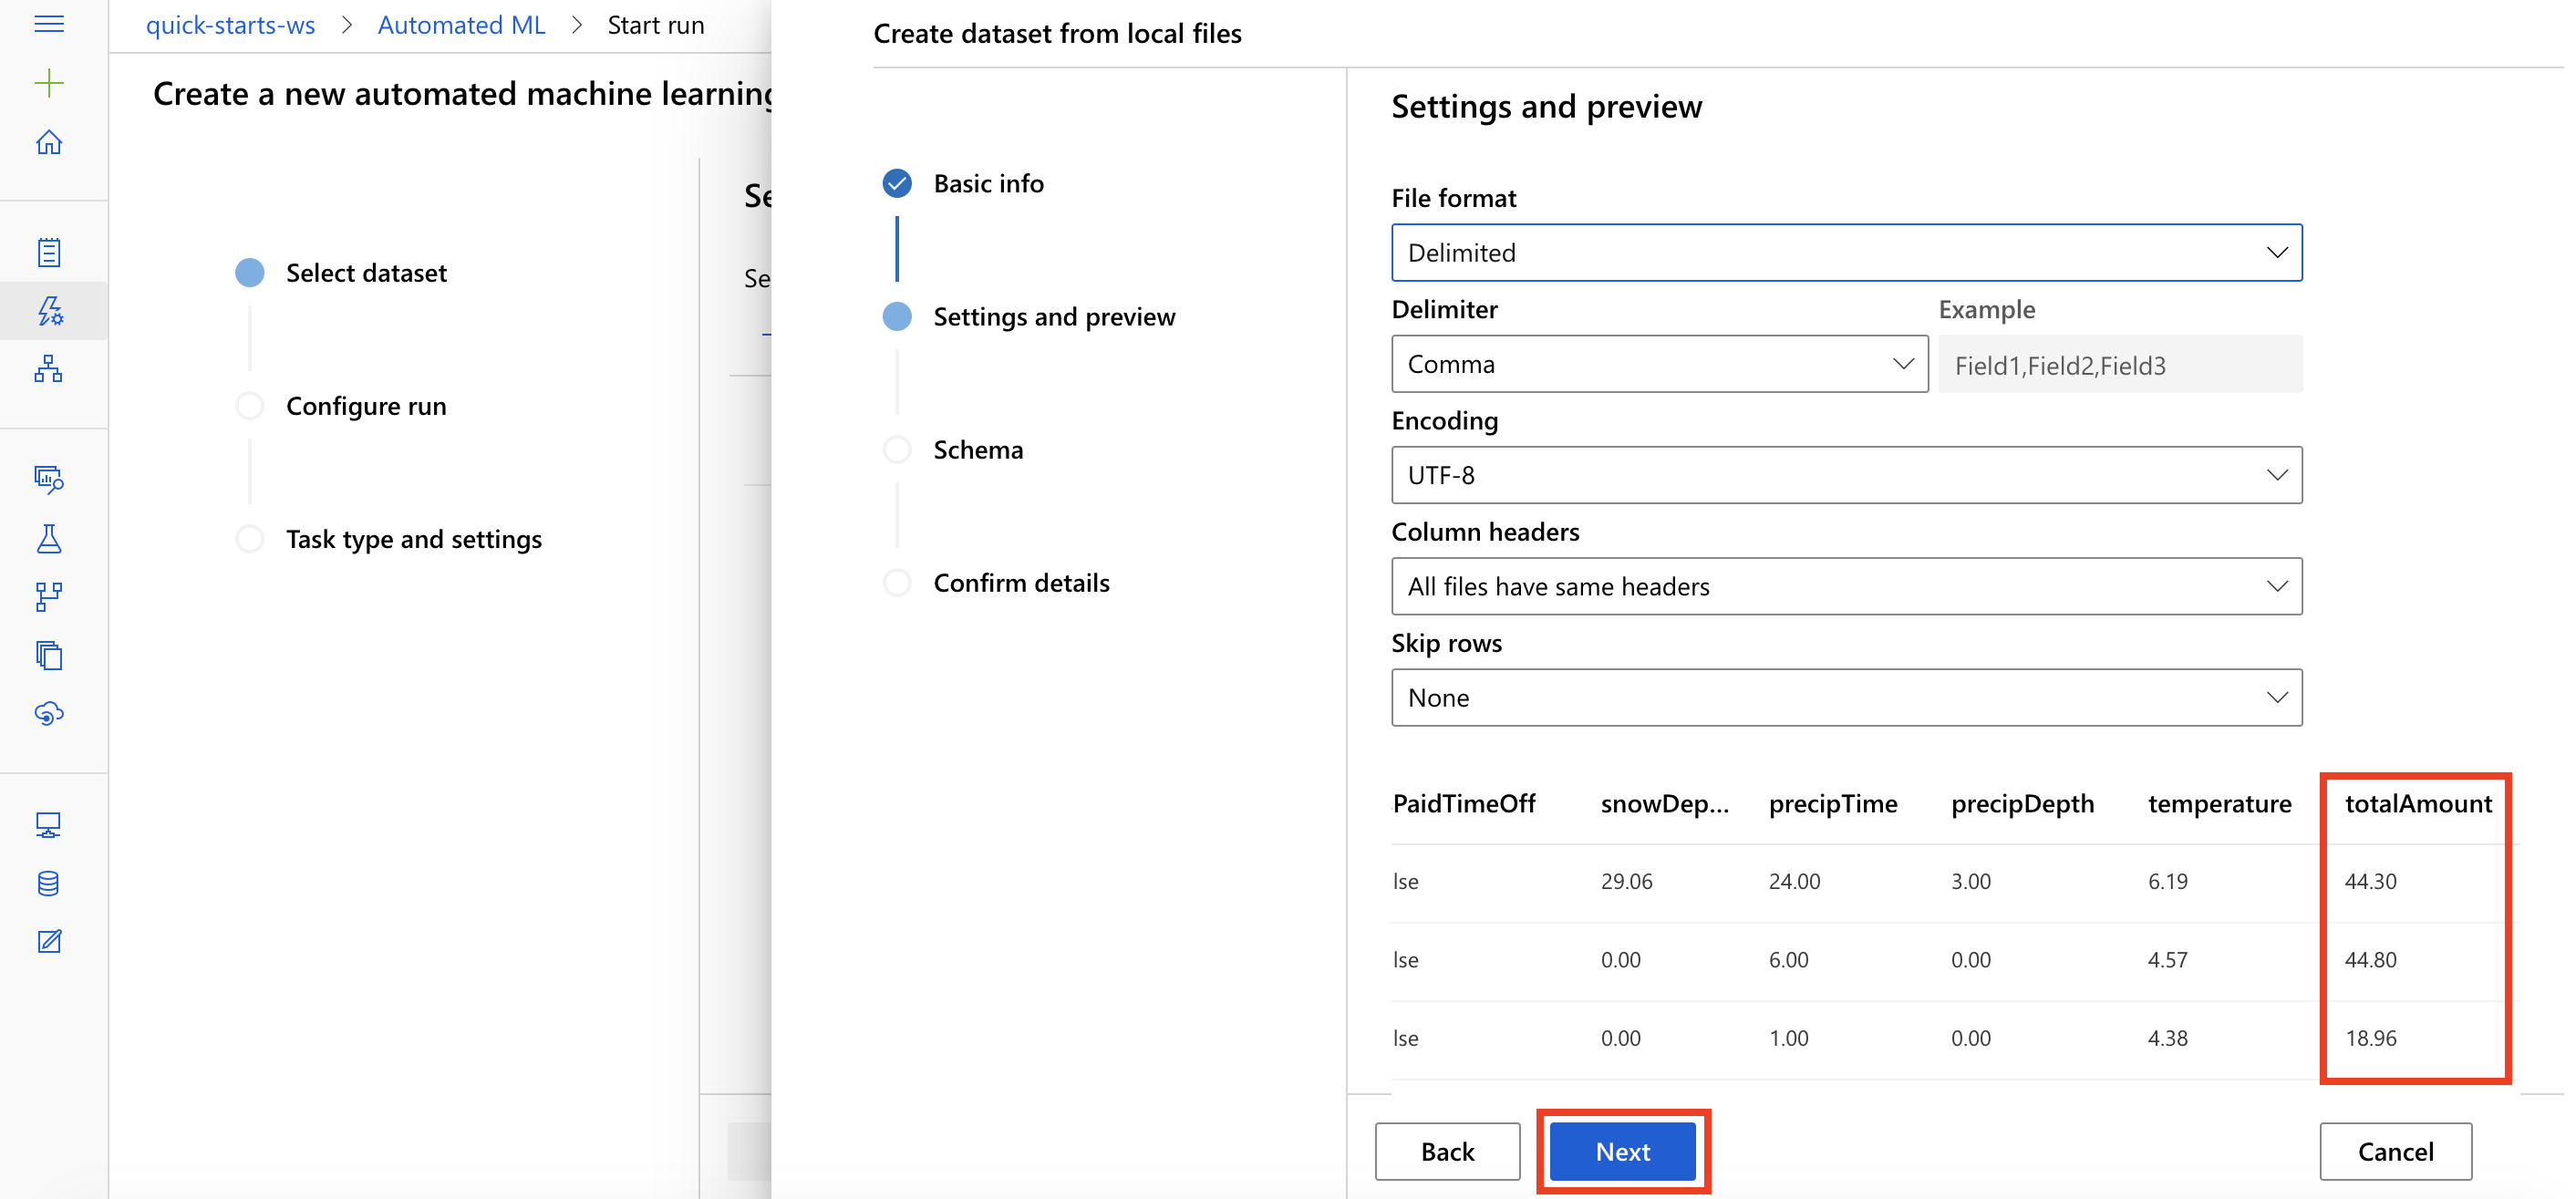 quick-starts-ws > Automated ML > Start run
Create a new automated machine learning
Select dataset
Configure run
Task type and settings
Se
Se
Create dataset from local files
Basic info
Settings and preview
Schema
Confirm details
Settings and preview
File format
Delimited
Delimiter Example
Comma Field1,Field2,Field3
Encoding
UTF-8
Column headers
All files have same headers
Skip rows
None
PaidTimeOff snowDep... precipTime precipDepth temperature totalAmount
lse 29.06 24.00 3.00 6.19 44.30
lse 0.00 6.00 0.00 4.57 44.80
lse 0.00 1.00 0.00 4.38 18.96
Back Next Cancel